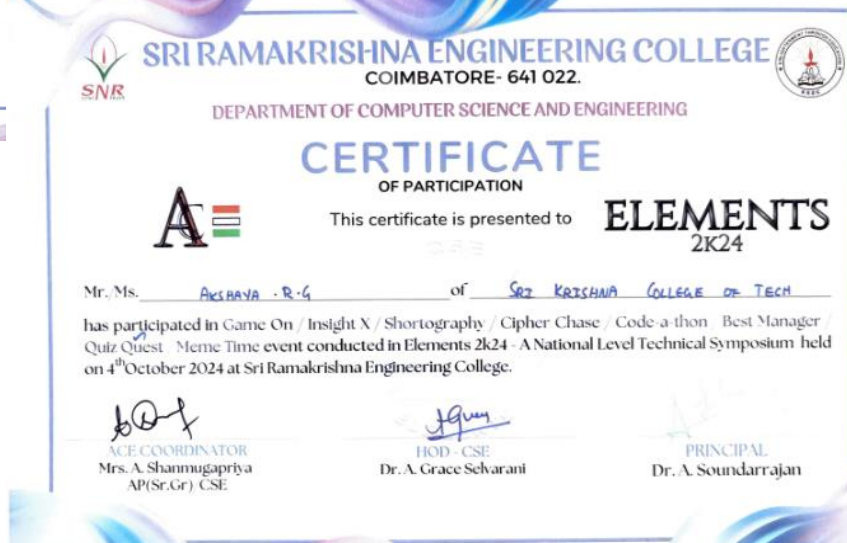 SRI RAMAKRISHNA ENGINEERING COLLEGE
COIMBATORE- 641 022.
SNR
DEPARTMENT OF COMPUTER SCIENCE AND ENGINEERING
CERTIFICATE
OF PARTICIPATION
This certificate is presented to
ELEMENTS
2K24
Mr./Ms. AKSHAYA . R . G of SRI KRISHNA COLLEGE OF TECH
has participated in Game On / Insight X / Shortography / Cipher Chase / Code-a-thon / Best Manager /
Quiz Quest / Meme Time event conducted in Elements 2k24 - A National Level Technical Symposium held
on 4th October 2024 at Sri Ramakrishna Engineering College.
ACE COORDINATOR
Mrs. A. Shanmugapriya
AP(Sr.Gr) CSE
HOD - CSE
Dr. A. Grace Selvarani
PRINCIPAL
Dr. A. Soundarrajan